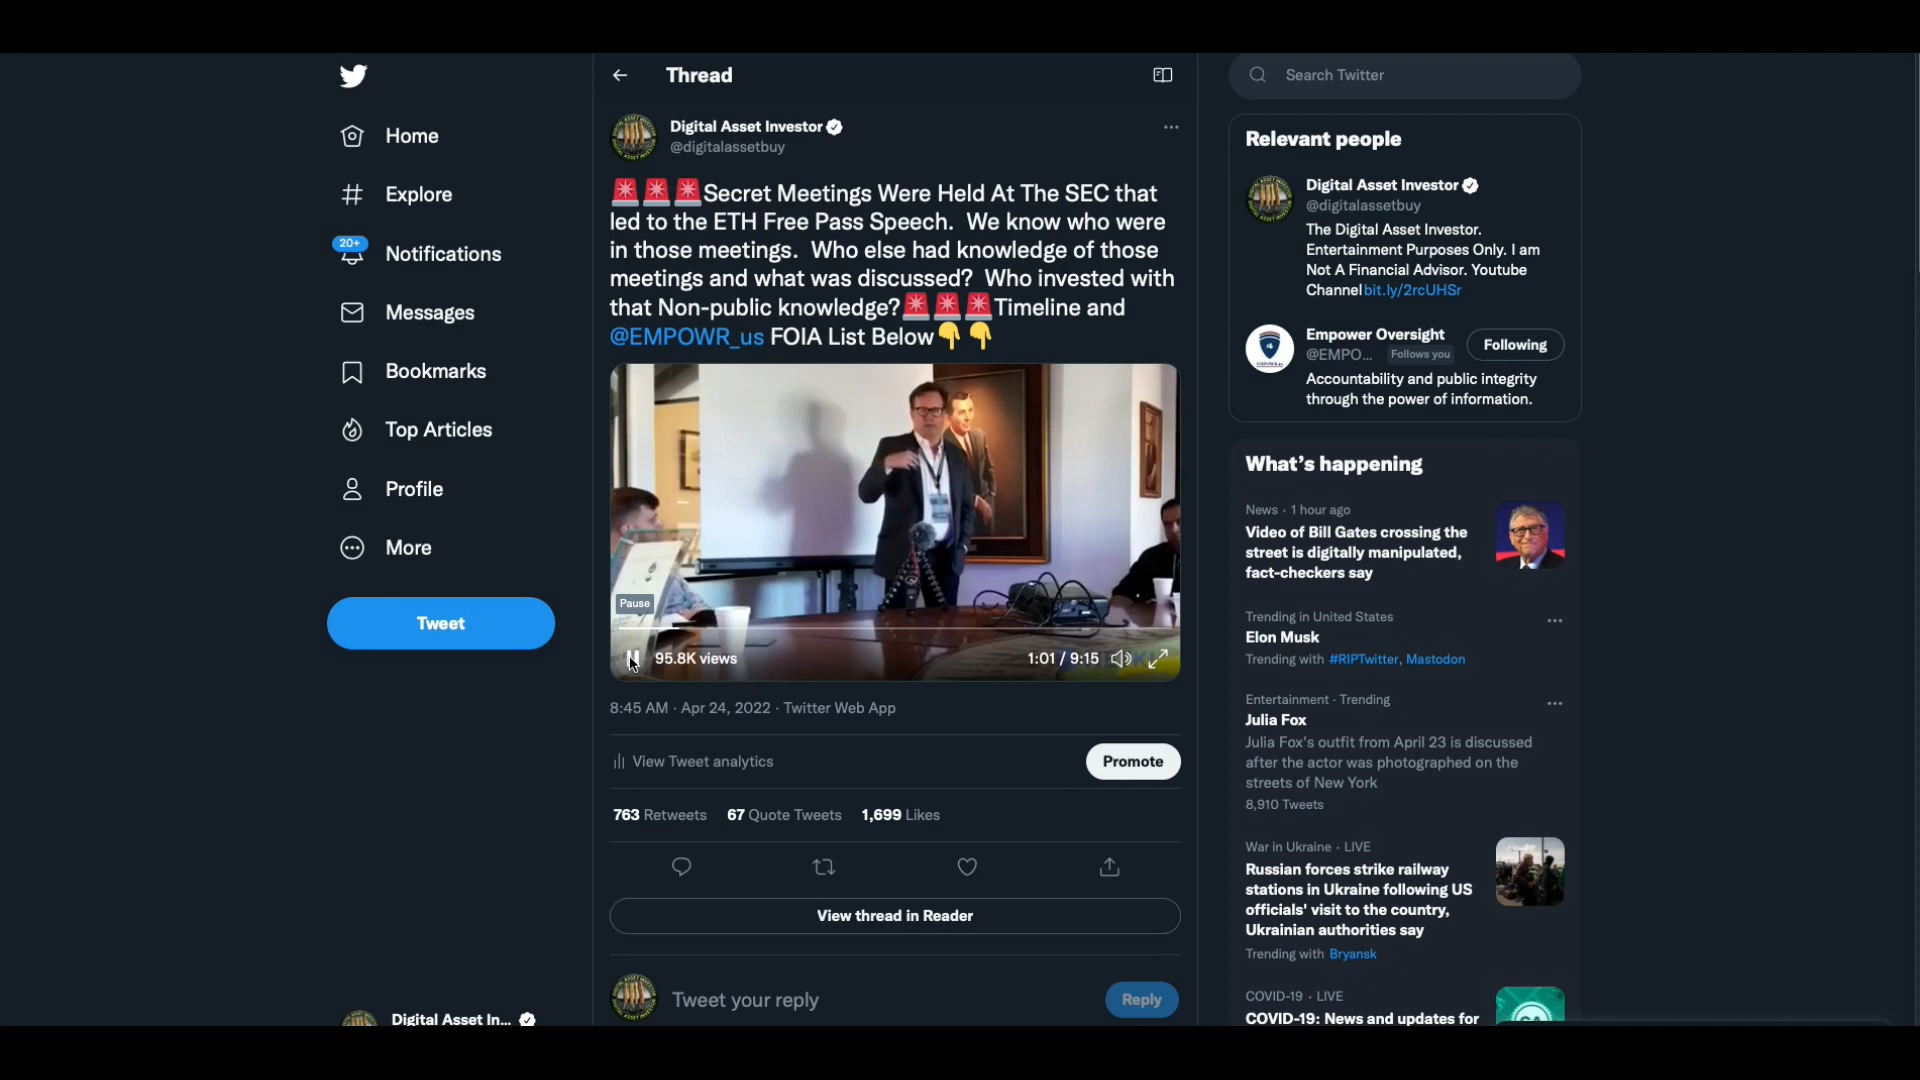 Home
Explore
20+
Notifications
Messages
Bookmarks
Top Articles
Profile
More
Tweet
Digital Asset In...
Thread
Digital Asset Investor
@digitalassetbuy
Secret Meetings Were Held At The SEC that
led to the ETH Free Pass Speech. We know who were
in those meetings. Who else had knowledge of those
meetings and what was discussed? Who invested with
that Non-public knowledge? Timeline and
@EMPOWR_us FOIA List Below
Pause
95.8K views
1:01 / 9:15
8:45 AM · Apr 24, 2022 · Twitter Web App
View Tweet analytics
Promote
763 Retweets 67 Quote Tweets 1,699 Likes
View thread in Reader
Tweet your reply
Reply
Search Twitter
Relevant people
Digital Asset Investor
@digitalassetbuy
The Digital Asset Investor.
Entertainment Purposes Only. I am
Not A Financial Advisor. Youtube
Channel bit.ly/2rcUHSr
Empower Oversight
@EMPO... Follows you
Following
Accountability and public integrity
through the power of information.
What's happening
News · 1 hour ago
Video of Bill Gates crossing the
street is digitally manipulated,
fact-checkers say
Trending in United States
Elon Musk
Trending with #RIPTwitter, Mastodon
Entertainment · Trending
Julia Fox
Julia Fox's outfit from April 23 is discussed
after the actor was photographed on the
streets of New York
8,910 Tweets
War in Ukraine · LIVE
Russian forces strike railway
stations in Ukraine following US
officials' visit to the country,
Ukrainian authorities say
Trending with Bryansk
COVID-19 · LIVE
COVID-19: News and updates for